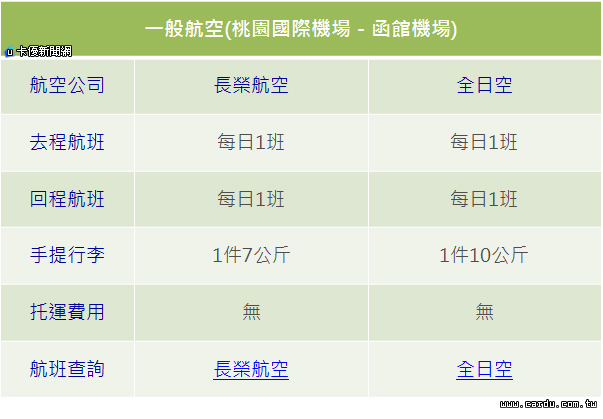 一般航空(桃園國際機場 - 函館機場)
卡優新聞網
航空公司 長榮航空 全日空
去程航班 每日1班 每日1班
回程航班 每日1班 每日1班
手提行李 1件7公斤 1件10公斤
托運費用 無 無
航班查詢 長榮航空 全日空
www.cardu.com.tw